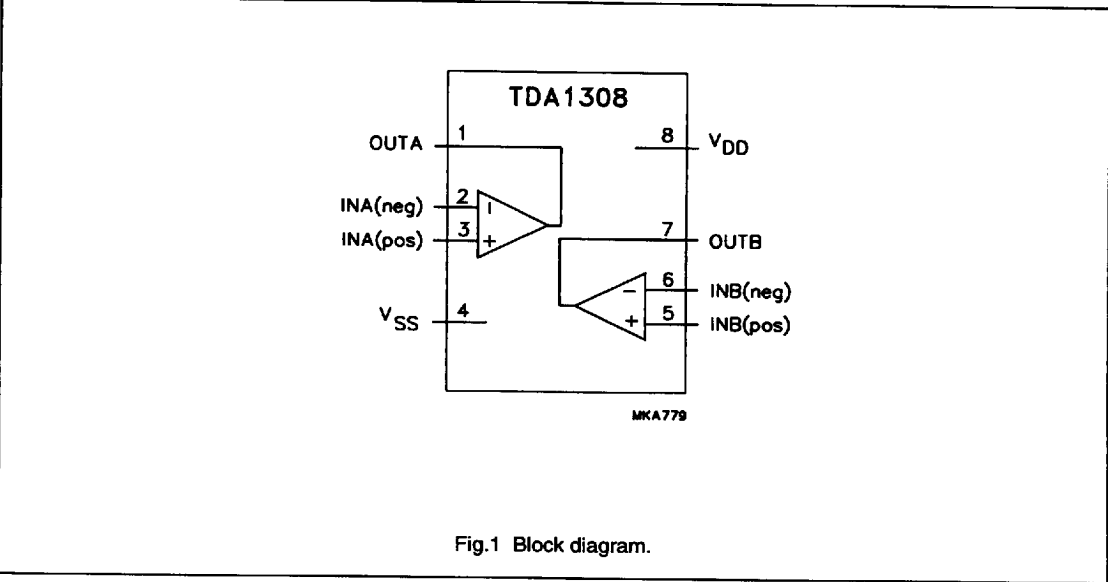 TDA1308
OUTA 1
8 VDD
INA(neg) 2 -
INA(pos) 3 +
7 OUTB
- 6 INB(neg)
VSS 4
+ 5 INB(pos)
MKA779
Fig.1 Block diagram.